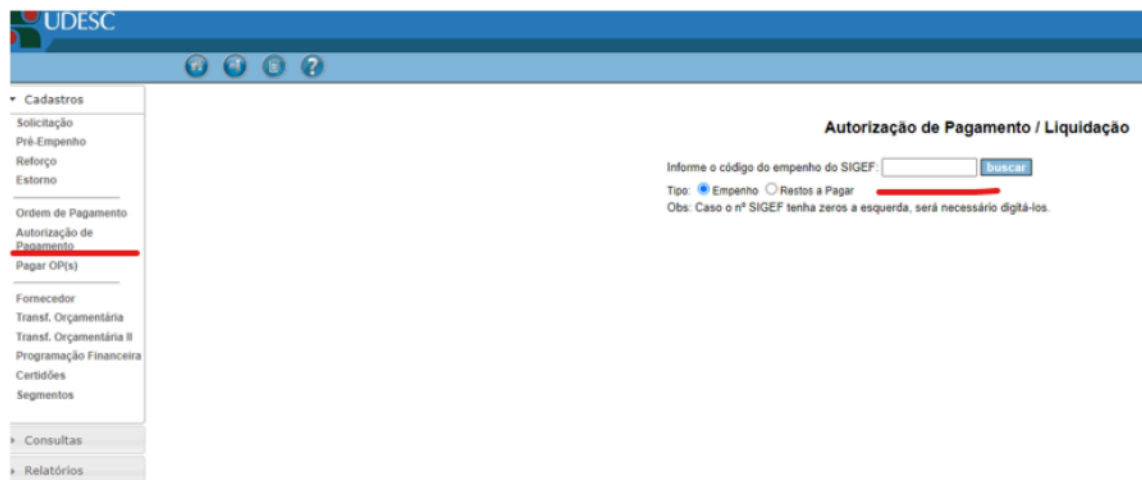 UDESC
?
Cadastros
Solicitação
Pré-Empenho
Reforço
Estorno
Ordem de Pagamento
Autorização de
Pagamento
Pagar OP(s)
Fornecedor
Transf. Orçamentária
Transf. Orçamentária II
Programação Financeira
Certidões
Segmentos
Consultas
Relatórios
Autorização de Pagamento / Liquidação
Informe o código do empenho do SIGEF: buscar
Tipo: Empenho Restos a Pagar
Obs: Caso o nº SIGEF tenha zeros a esquerda, será necessário digitá-los.